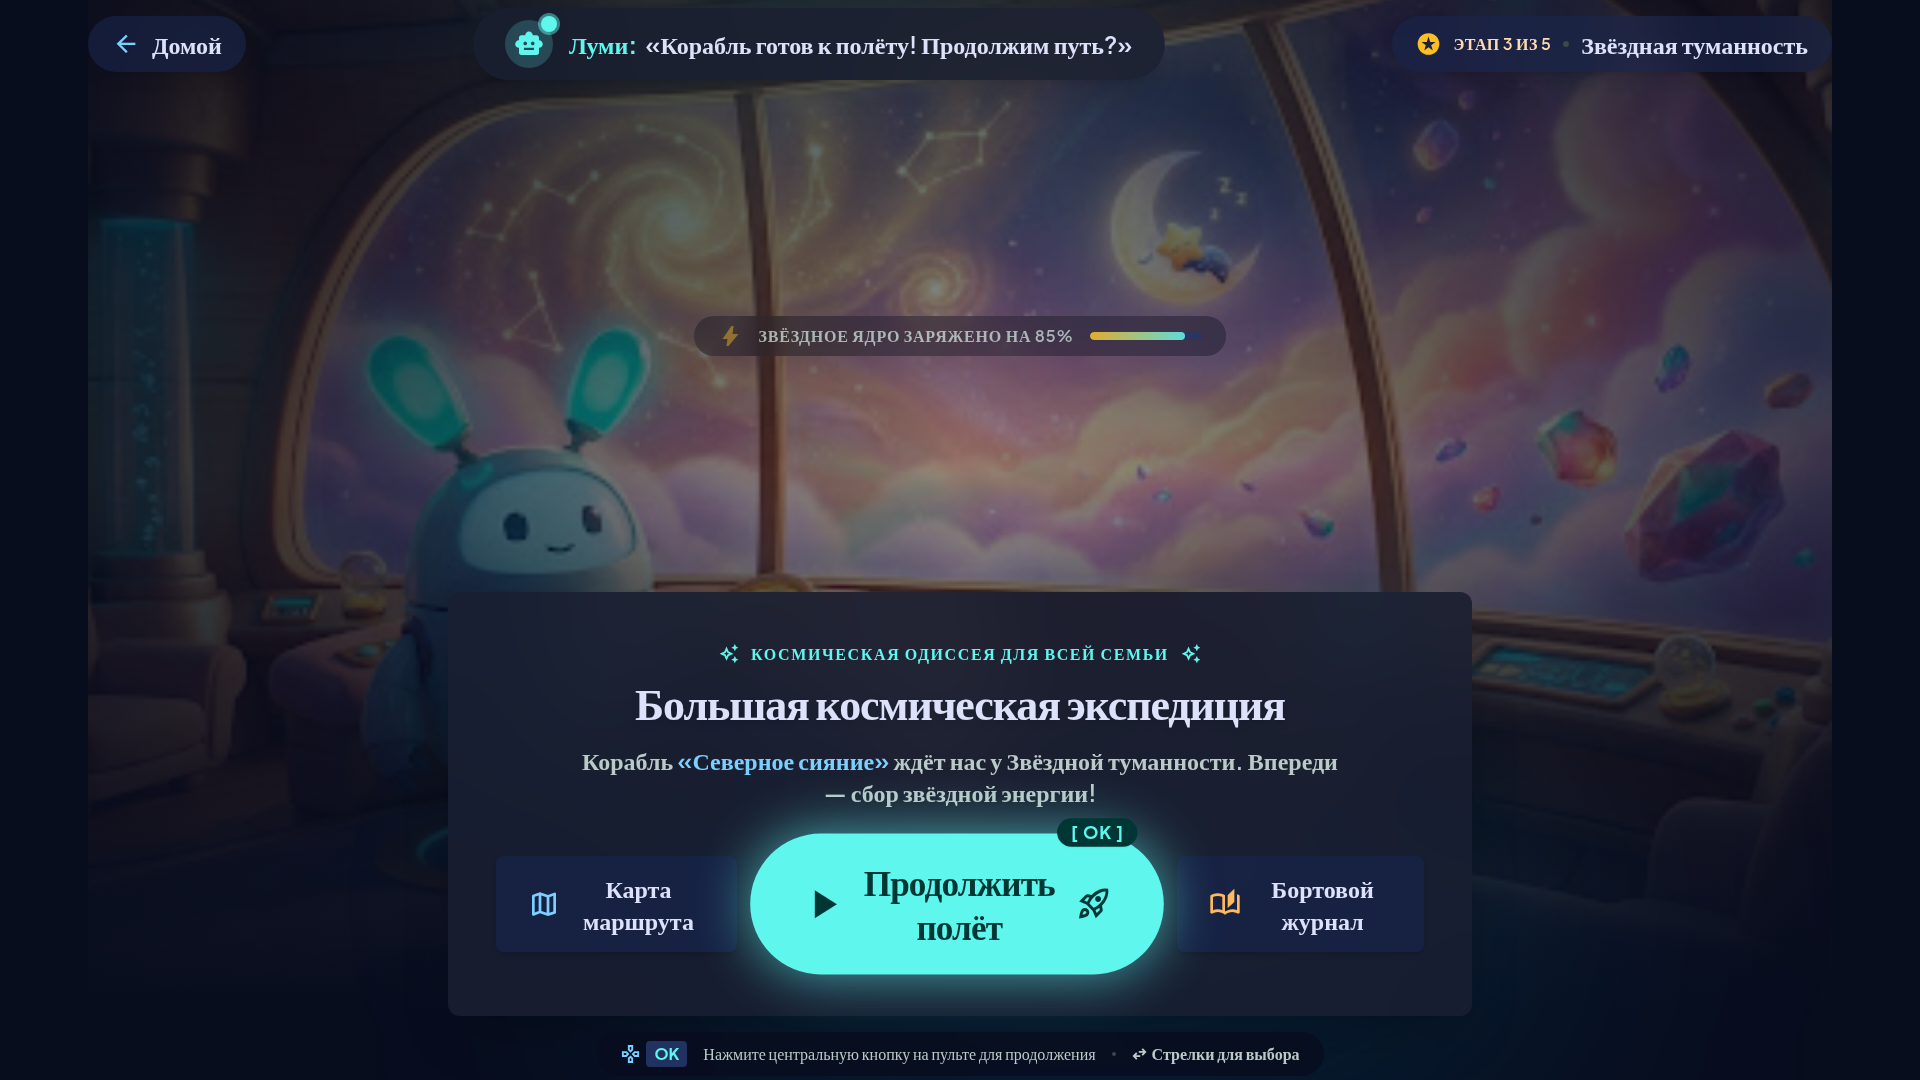 Домой
Луми: «Корабль готов к полёту! Продолжим путь?»
ЭТАП 3 ИЗ 5 • Звёздная туманность
z z z z
ЗВЁЗДНОЕ ЯДРО ЗАРЯЖЕНО НА 85%
КОСМИЧЕСКАЯ ОДИССЕЯ ДЛЯ ВСЕЙ СЕМЬИ
Большая космическая экспедиция
Корабль «Северное сияние» ждёт нас у Звёздной туманности. Впереди
— сбор звёздной энергии!
Карта
маршрута
[ OK ]
Продолжить
полёт
Бортовой
журнал
OK Нажмите центральную кнопку на пульте для продолжения • Стрелки для выбора